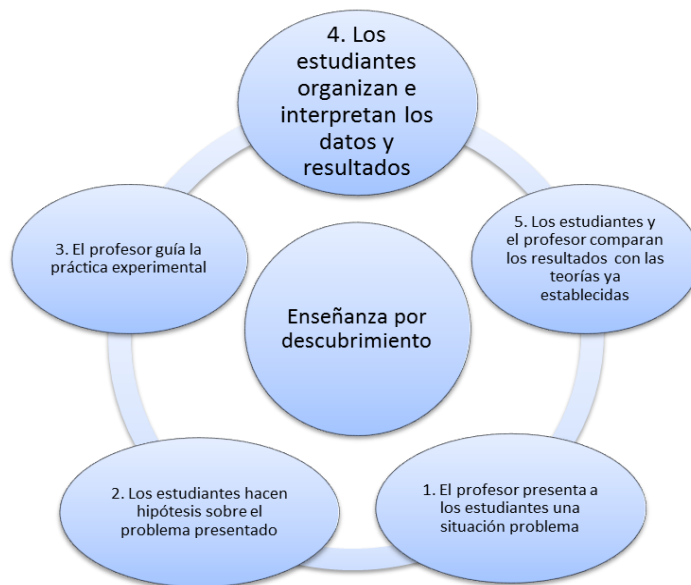 4. Los
estudiantes
organizan e
interpretan los
datos y
resultados
3. El profesor guía la
práctica experimental
5. Los estudiantes y
el profesor comparan
los resultados con las
teorías ya
establecidas
Enseñanza por
descubrimiento
2. Los estudiantes hacen
hipótesis sobre el
problema presentado
1. El profesor presenta a
los estudiantes una
situación problema